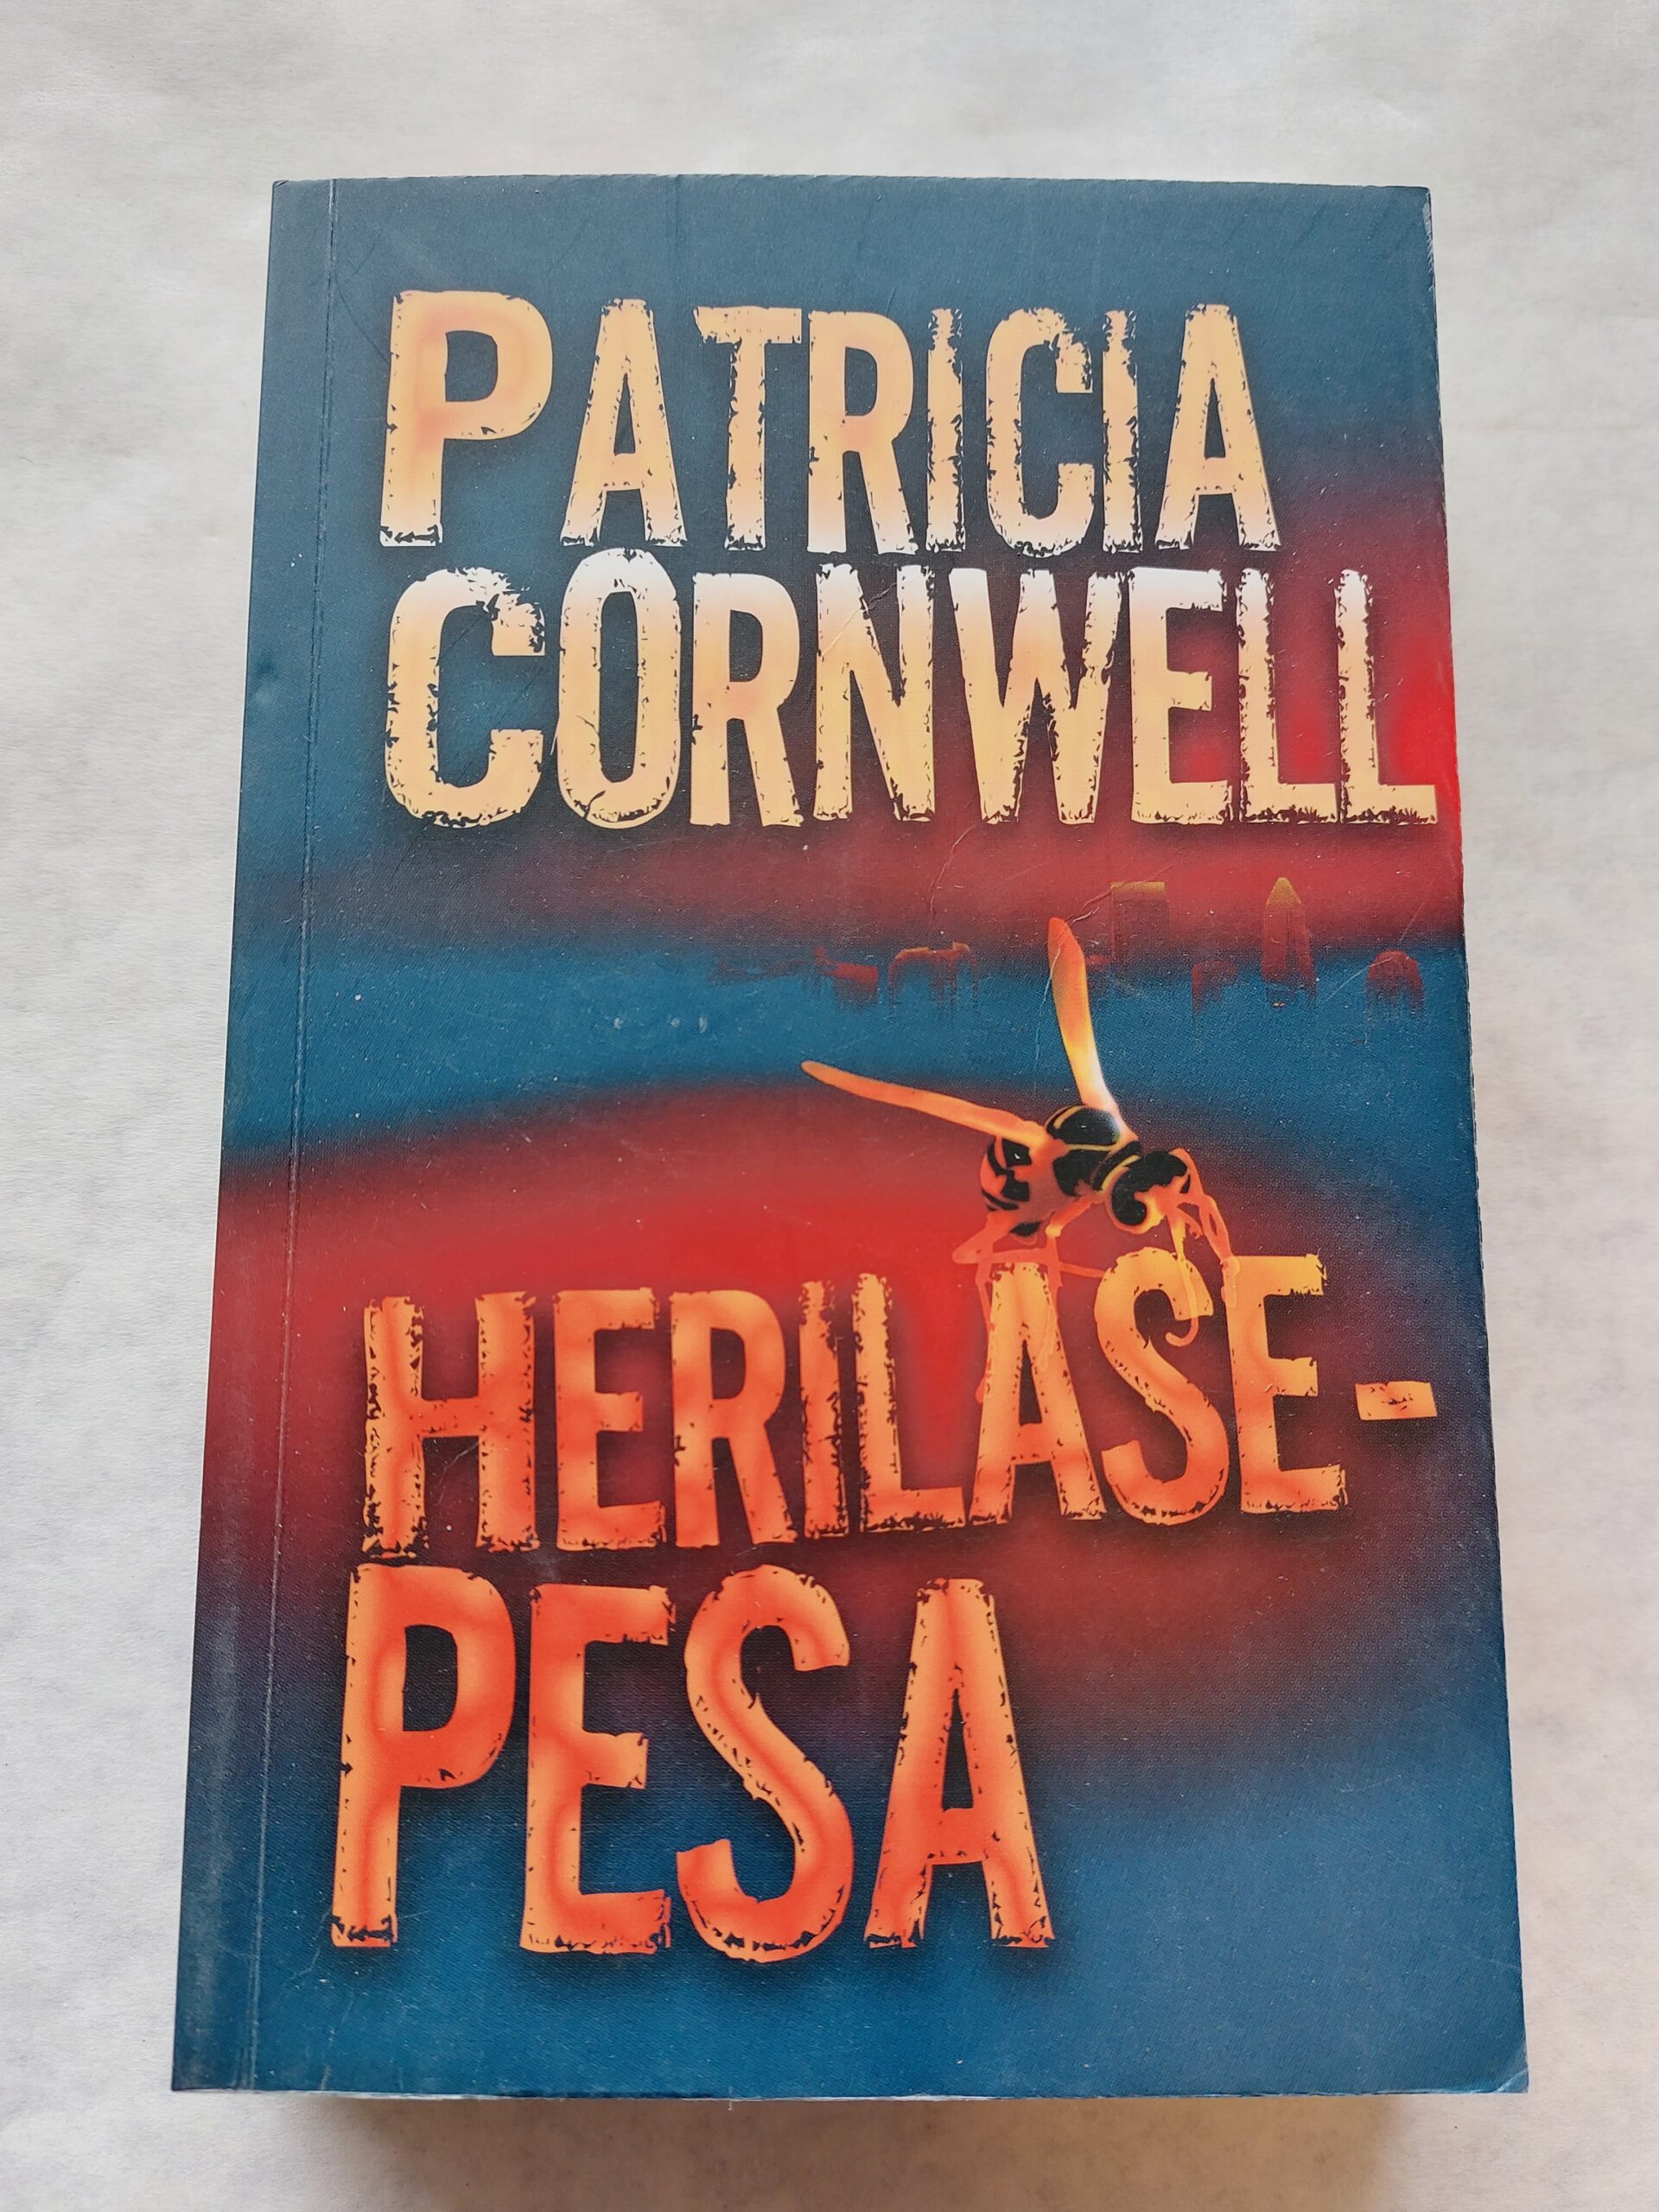 PATRICIA
CORNWELL
HERILASE-
PESA